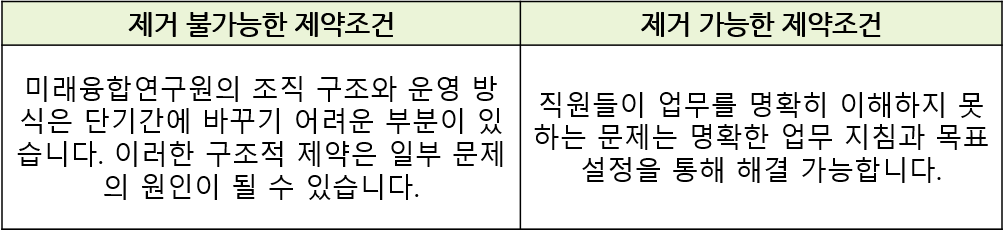 제거 불가능한 제약조건
제거 가능한 제약조건
미래융합연구원의 조직 구조와 운영 방
식은 단기간에 바꾸기 어려운 부분이 있
습니다. 이러한 구조적 제약은 일부 문제
의 원인이 될 수 있습니다.
직원들이 업무를 명확히 이해하지 못
하는 문제는 명확한 업무 지침과 목표
설정을 통해 해결 가능합니다.